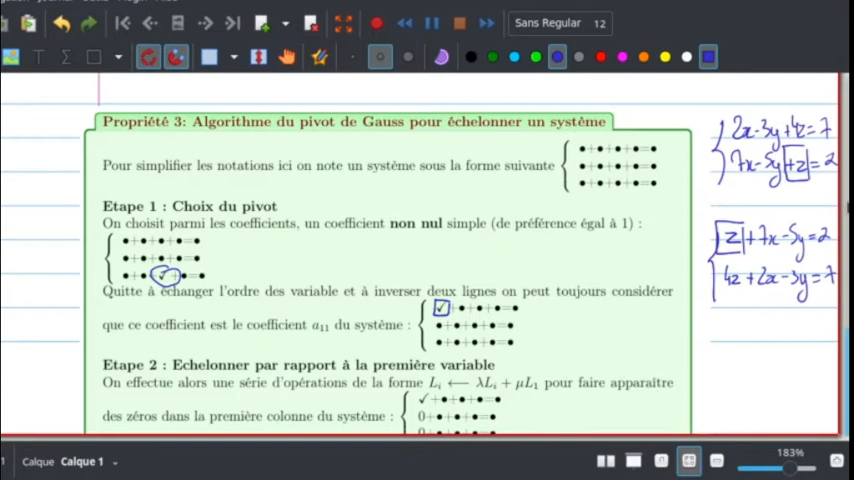 Sans Regular 12
Propriété 3: Algorithme du pivot de Gauss pour échelonner un système
Pour simplifier les notations ici on note un système sous la forme suivante { •+•+•+•=•
•+•+•+•=•
•+•+•+•=•
Etape 1 : Choix du pivot
On choisit parmi les coefficients, un coefficient non nul simple (de préférence égal à 1) :
{ •+•+•+•=•
•+•+•+•=•
•+•+✓+•=•
Quitte à échanger l'ordre des variable et à inverser deux lignes on peut toujours considérer
que ce coefficient est le coefficient a₁₁ du système : { ✓+•+•+•=•
•+•+•+•=•
•+•+•+•=•
Etape 2 : Echelonner par rapport à la première variable
On effectue alors une série d'opérations de la forme Lᵢ ⟵ λLᵢ + μL₁ pour faire apparaître
des zéros dans la première colonne du système : { ✓+•+•+•=•
0+•+•+•=•
2x-3y+4z=7
7x-5y+z=2
z+7x-5y=2
4z+2x-3y=7
Calque Calque 1
183%